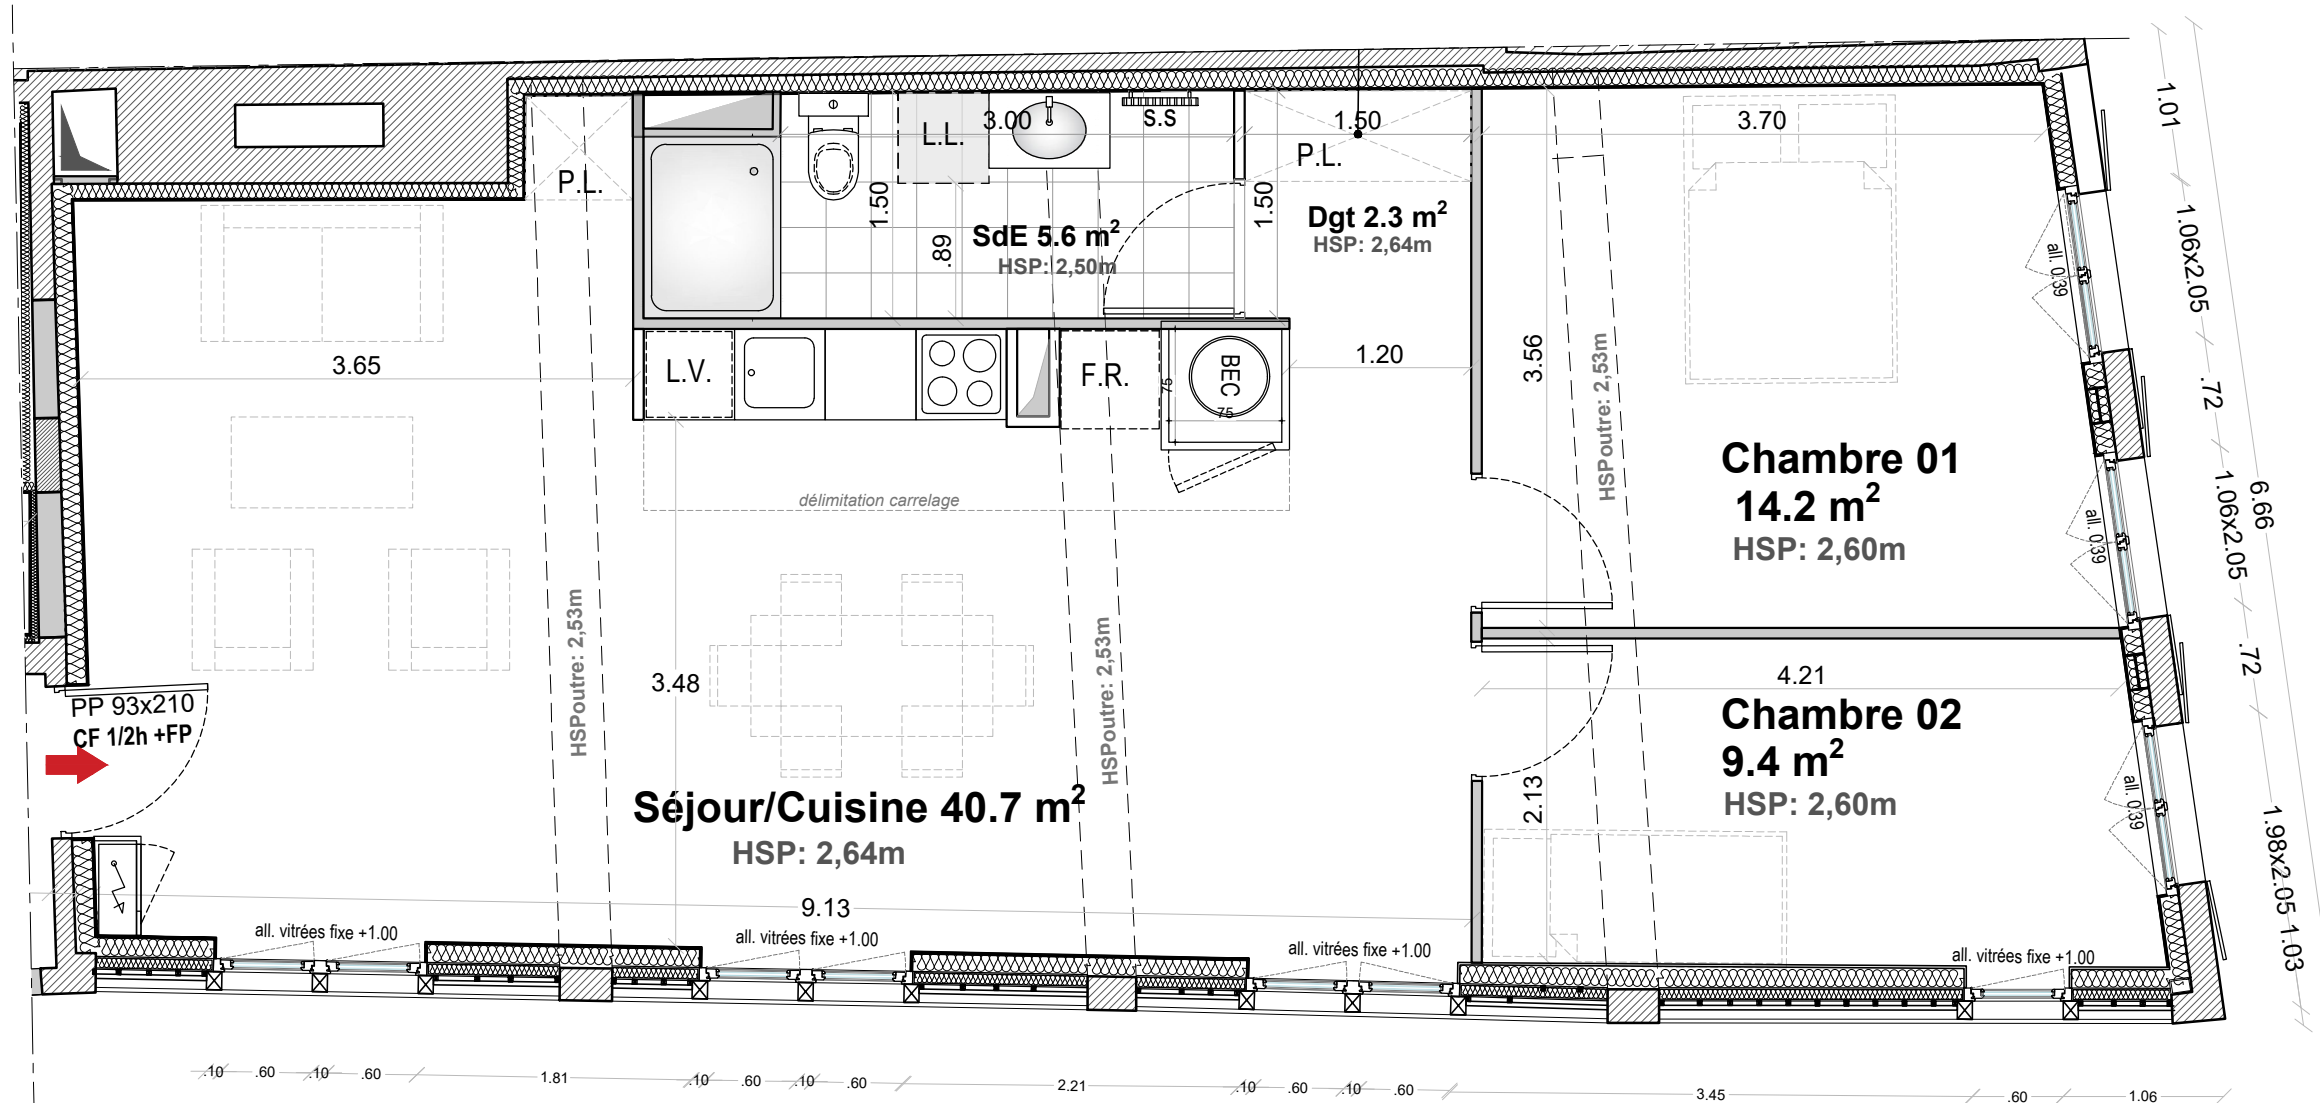 3.00
1.50
3.70
1.01
L.L.
S.S
P.L.
P.L.
1.50
.89
1.50
SdE 5.6 m²
HSP: 2,50m
Dgt 2.3 m²
HSP: 2,64m
all. 0.39
1.06x2.05
3.65
L.V.
F.R.
BEC
75
75
1.20
3.56
HSPoutre: 2,53m
.72
Chambre 01
14.2 m²
HSP: 2,60m
délimitation carrelage
all. 0.39
1.06x2.05
6.66
HSPoutre: 2,53m
HSPoutre: 2,53m
3.48
PP 93x210
CF 1/2h +FP
4.21
.72
Chambre 02
9.4 m²
HSP: 2,60m
2.13
all. 0.39
Séjour/Cuisine 40.7 m²
HSP: 2,64m
1.98x2.05
1.03
9.13
all. vitrées fixe +1.00
all. vitrées fixe +1.00
all. vitrées fixe +1.00
all. vitrées fixe +1.00
.10 .60 .10 .60 1.81 .10 .60 .10 .60 2.21 .10 .60 .10 .60 3.45 .60 1.06